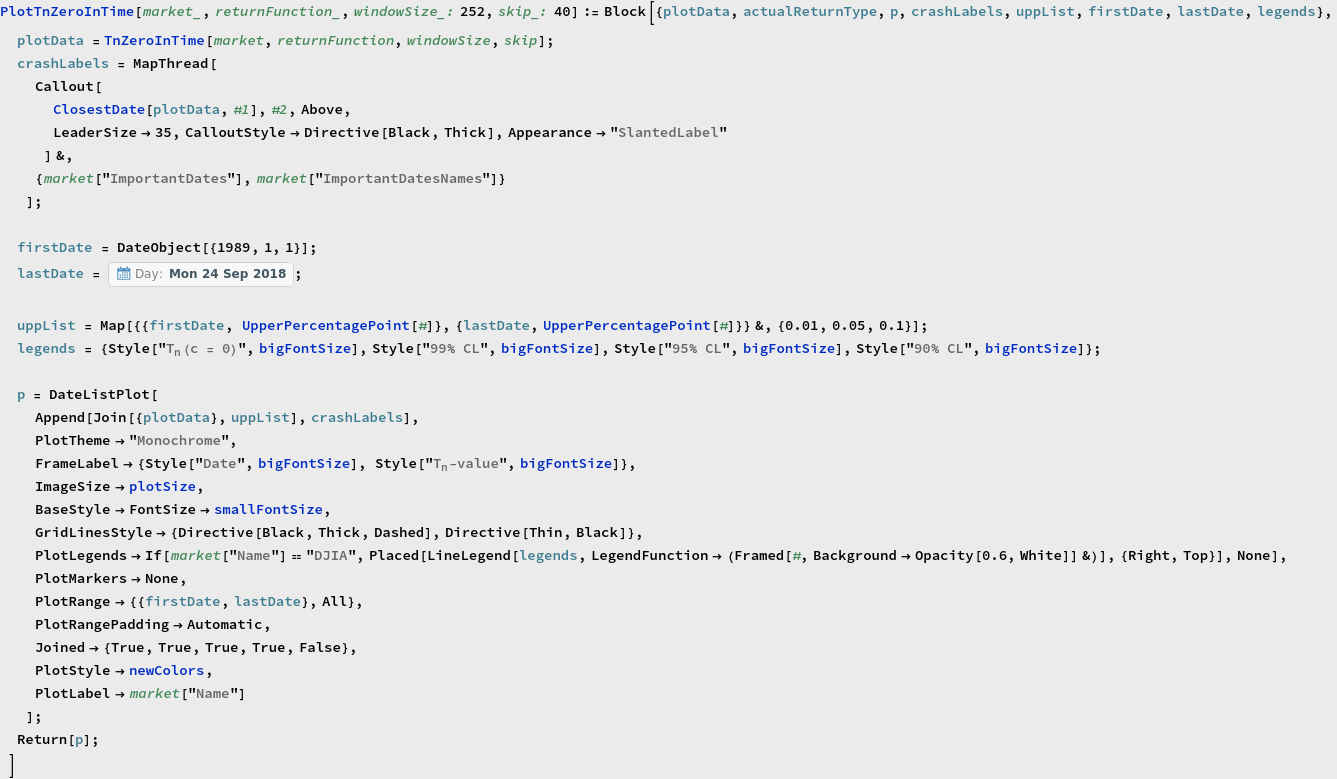 PlotTnZeroInTime[market_, returnFunction_, windowSize_: 252, skip_: 40] := Block[{plotData, actualReturnType, p, crashLabels, uppList, firstDate, lastDate, legends},
plotData = TnZeroInTime[market, returnFunction, windowSize, skip];
crashLabels = MapThread[
Callout[
ClosestDate[plotData, #1], #2, Above,
LeaderSize → 35, CalloutStyle → Directive[Black, Thick], Appearance → "SlantedLabel"
] &,
{market["ImportantDates"], market["ImportantDatesNames"]}
];
firstDate = DateObject[{1989, 1, 1}];
lastDate = Day: Mon 24 Sep 2018 ;
uppList = Map[{{firstDate, UpperPercentagePoint[#]}, {lastDate, UpperPercentagePoint[#]}} &, {0.01, 0.05, 0.1}];
legends = {Style["Tn(c = 0)", bigFontSize], Style["99% CL", bigFontSize], Style["95% CL", bigFontSize], Style["90% CL", bigFontSize]};
p = DateListPlot[
Append[Join[{plotData}, uppList], crashLabels],
PlotTheme → "Monochrome",
FrameLabel → {Style["Date", bigFontSize], Style["Tn-value", bigFontSize]},
ImageSize → plotSize,
BaseStyle → FontSize → smallFontSize,
GridLinesStyle → {Directive[Black, Thick, Dashed], Directive[Thin, Black]},
PlotLegends → If[market["Name"] == "DJIA", Placed[LineLegend[legends, LegendFunction → (Framed[#, Background → Opacity[0.6, White]] &)], {Right, Top}], None],
PlotMarkers → None,
PlotRange → {{firstDate, lastDate}, All},
PlotRangePadding → Automatic,
Joined → {True, True, True, True, False},
PlotStyle → newColors,
PlotLabel → market["Name"]
];
Return[p];
]